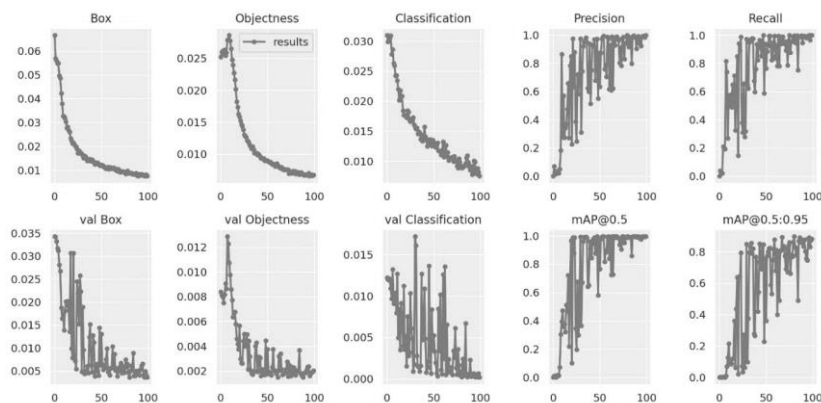 Box
Objectness
Classification
Precision
Recall
0.06
0.05
0.04
0.03
0.02
0.01
0 50 100
results
0.025
0.020
0.015
0.010
0 50 100
0.030
0.025
0.020
0.015
0.010
0 50 100
1.0
0.8
0.6
0.4
0.2
0.0
0 50 100
1.0
0.8
0.6
0.4
0.2
0.0
0 50 100
val Box
val Objectness
val Classification
mAP@0.5
mAP@0.5:0.95
0.035
0.030
0.025
0.020
0.015
0.010
0.005
0 50 100
0.012
0.010
0.008
0.006
0.004
0.002
0 50 100
0.015
0.010
0.005
0.000
0 50 100
1.0
0.8
0.6
0.4
0.2
0.0
0 50 100
0.8
0.6
0.4
0.2
0.0
0 50 100